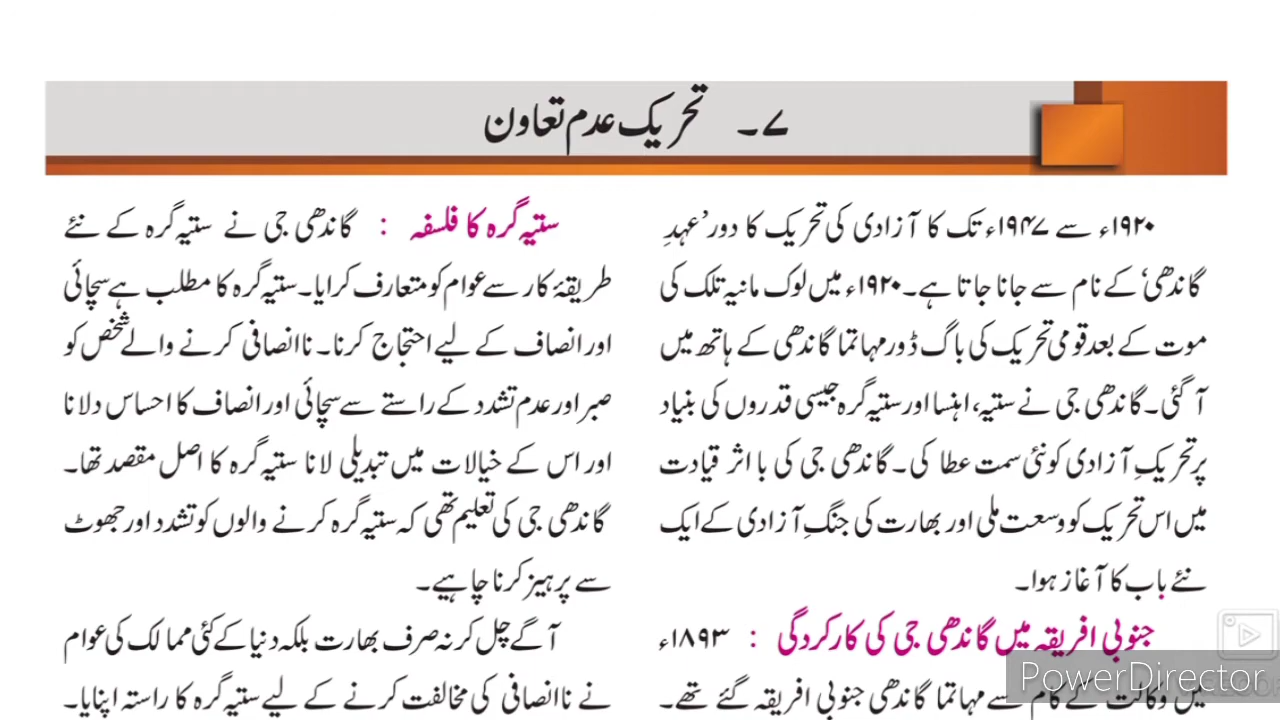 ۷۔ تحریک عدم تعاون
۱۹۲۰ء سے ۱۹۴۷ء تک کا آزادی کی تحریک کا دور ’عہدِ
گاندھی‘ کے نام سے جانا جاتا ہے۔ ۱۹۲۰ء میں لوک مانیہ تلک کی
موت کے بعد قومی تحریک کی باگ ڈور مہاتما گاندھی کے ہاتھ میں
آ گئی۔ گاندھی جی نے ستیہ، اہنسا اور ستیہ گرہ جیسی قدروں کی بنیاد
پر تحریکِ آزادی کو نئی سمت عطا کی۔ گاندھی جی کی با اثر قیادت
میں اس تحریک کو وسعت ملی اور بھارت کی جنگِ آزادی کے ایک
نئے باب کا آغاز ہوا۔
جنوبی افریقہ میں گاندھی جی کی کارکردگی : ۱۸۹۳ء
میں وکالت کے کام سے مہاتما گاندھی جنوبی افریقہ گئے تھے۔
ستیہ گرہ کا فلسفہ : گاندھی جی نے ستیہ گرہ کے نئے
طریقۂ کار سے عوام کو متعارف کرایا۔ ستیہ گرہ کا مطلب ہے سچائی
اور انصاف کے لیے احتجاج کرنا۔ ناانصافی کرنے والے شخص کو
صبر اور عدم تشدد کے راستے سے سچائی اور انصاف کا احساس دلانا
اور اس کے خیالات میں تبدیلی لانا ستیہ گرہ کا اصل مقصد تھا۔
گاندھی جی کی تعلیم تھی کہ ستیہ گرہ کرنے والوں کو تشدد اور جھوٹ
سے پرہیز کرنا چاہیے۔
آگے چل کر نہ صرف بھارت بلکہ دنیا کے کئی ممالک کی عوام
نے ناانصافی کی مخالفت کرنے کے لیے ستیہ گرہ کا راستہ اپنایا۔
PowerDirector